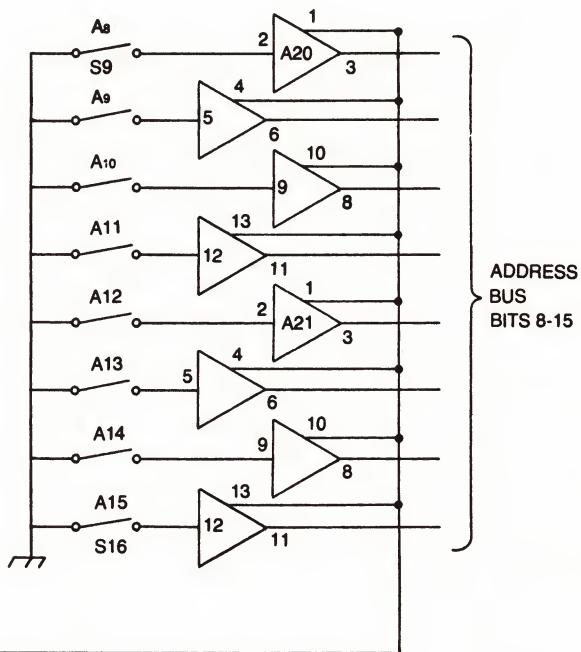 A8 1
2 A20 3
S9
A9 4
5 6
A10 10
9 8
A11 13
12 11
ADDRESS
BUS
BITS 8-15
A12 1
2 A21 3
A13 4
5 6
A14 10
9 8
A15 13
12 11
S16